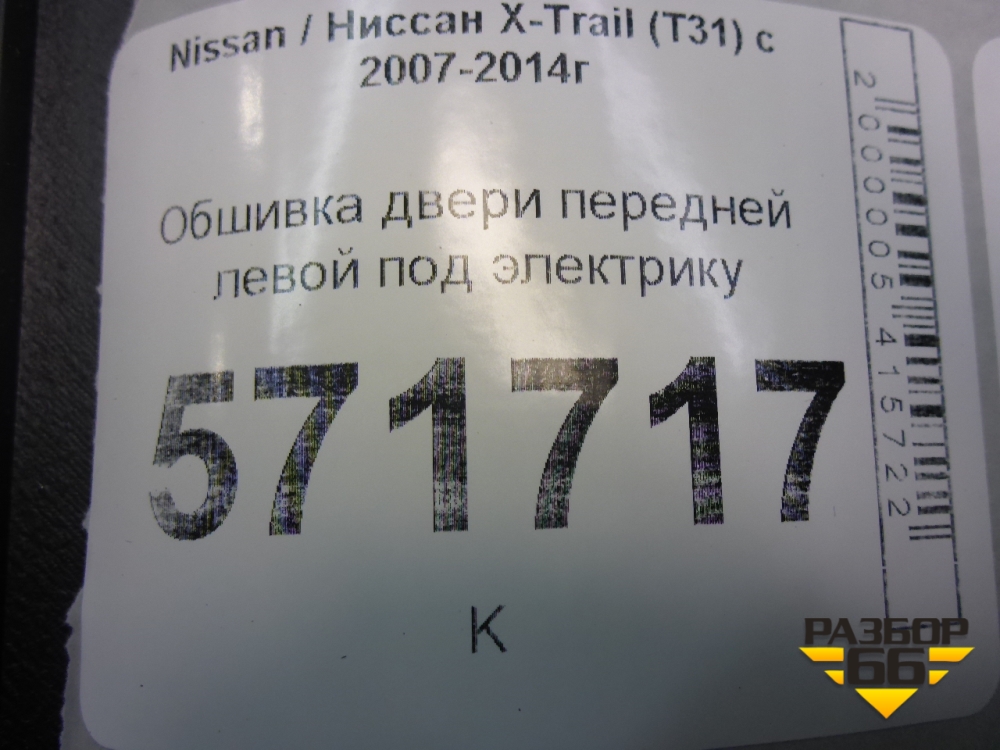 Nissan / Ниссан X-Trail (T31) с
2007-2014г
Обшивка двери передней
левой под электрику
571717
К
2000005415722
РАЗБОР
66